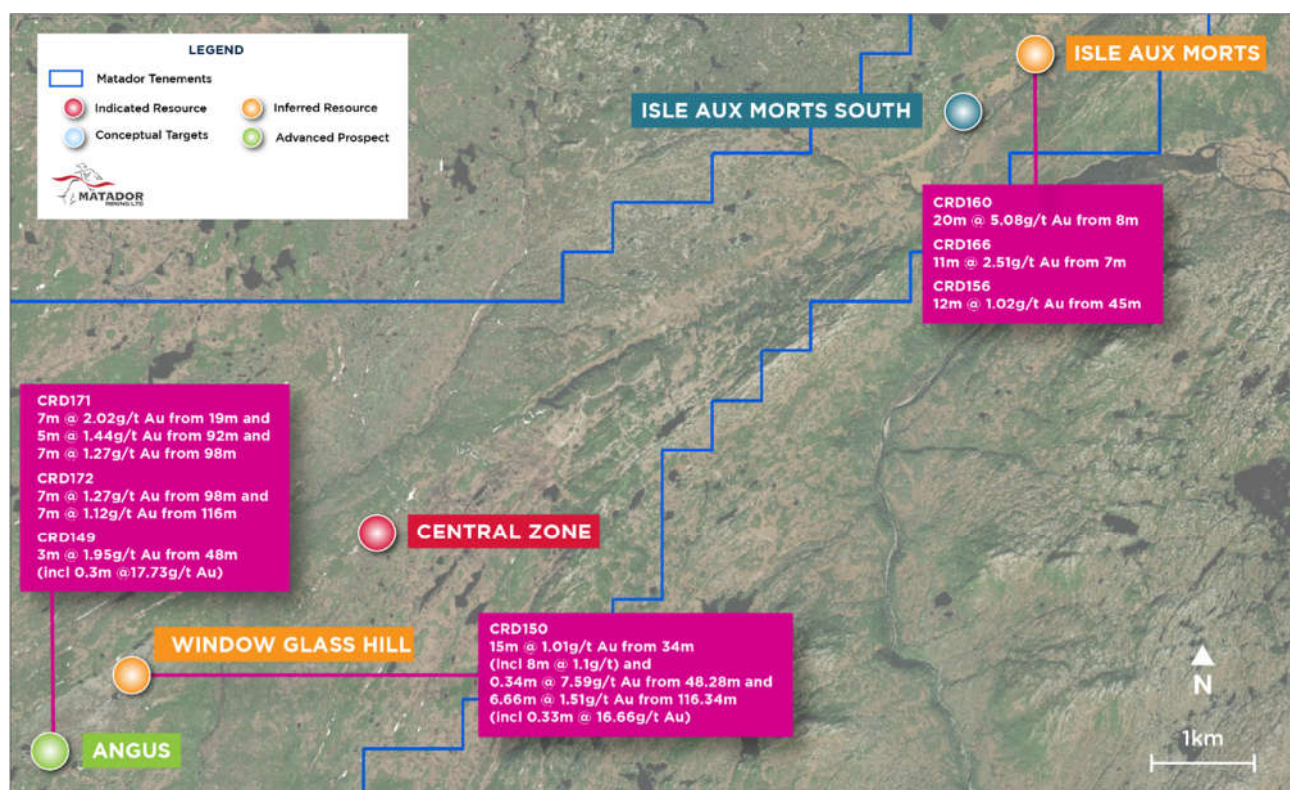 LEGEND
Matador Tenements
Indicated Resource
Inferred Resource
Conceptual Targets
Advanced Prospect
MATADOR
MINING LTD
ISLE AUX MORTS
ISLE AUX MORTS SOUTH
CRD160
20m @ 5.08g/t Au from 8m
CRD166
11m @ 2.51g/t Au from 7m
CRD156
12m @ 1.02g/t Au from 45m
CRD171
7m @ 2.02g/t Au from 19m and
5m @ 1.44g/t Au from 92m and
7m @ 1.27g/t Au from 98m
CRD172
7m @ 1.27g/t Au from 98m and
7m @ 1.12g/t Au from 116m
CRD149
3m @ 1.95g/t Au from 48m
(incl 0.3m @17.73g/t Au)
CENTRAL ZONE
WINDOW GLASS HILL
CRD150
15m @ 1.01g/t Au from 34m
(incl 8m @ 1.1g/t) and
0.34m @ 7.59g/t Au from 48.28m and
6.66m @ 1.51g/t Au from 116.34m
(incl 0.33m @ 16.66g/t Au)
ANGUS
N
1km